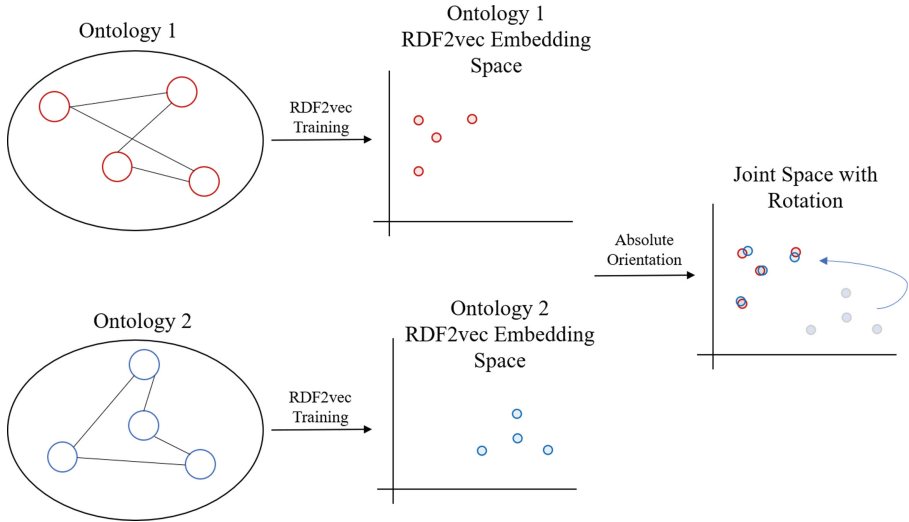 Ontology 1
RDF2vec
Training
Ontology 1
RDF2vec Embedding
Space
Ontology 2
RDF2vec
Training
Ontology 2
RDF2vec Embedding
Space
Absolute
Orientation
Joint Space with
Rotation